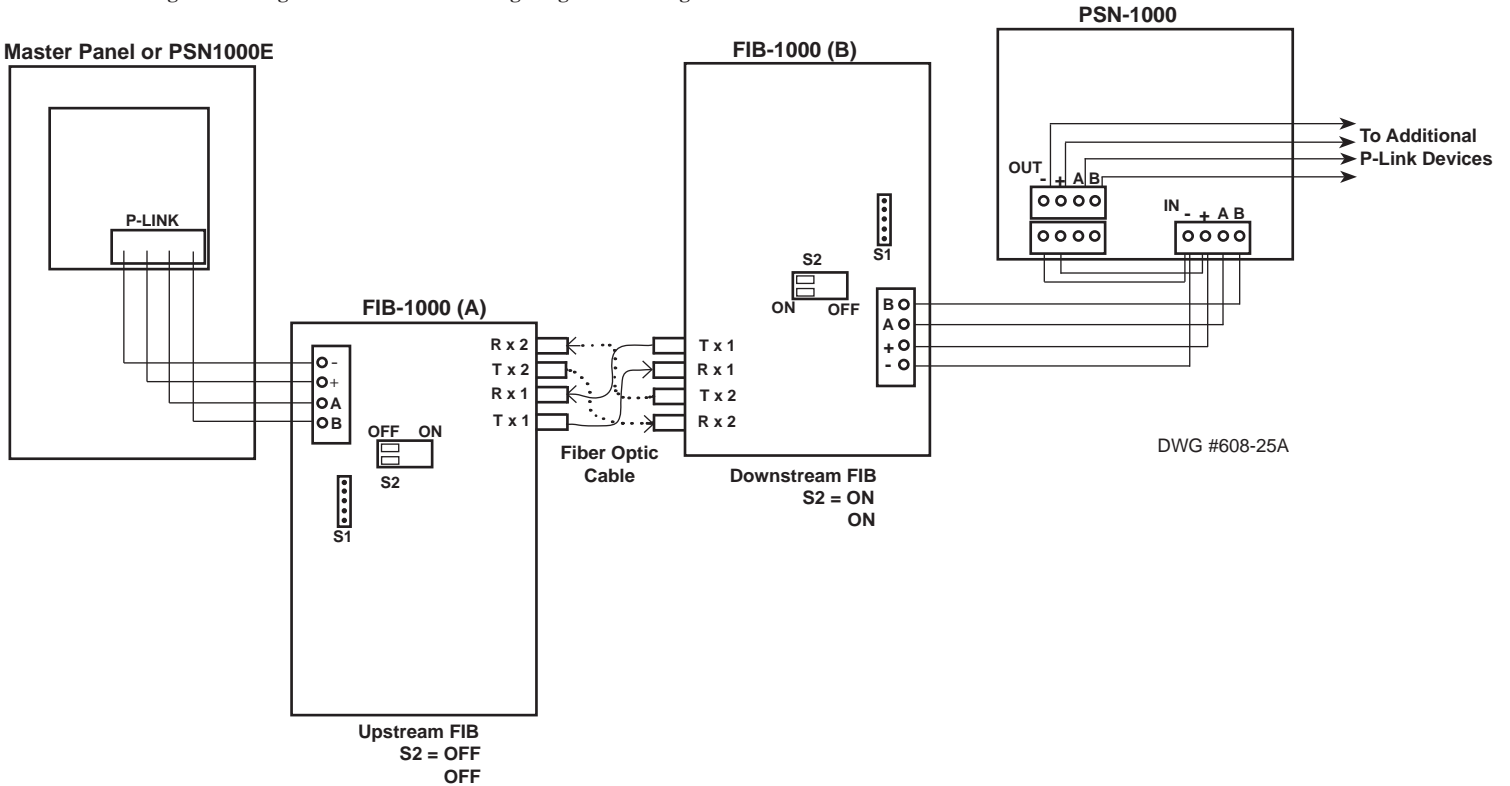 PSN-1000
Master Panel or PSN1000E
FIB-1000 (B)
To Additional
P-Link Devices
OUT
- + A B
IN
- + A B
P-LINK
S1
S2
ON OFF
B
A
+
-
FIB-1000 (A)
-
+
A
B
R x 2
T x 2
R x 1
T x 1
T x 1
R x 1
T x 2
R x 2
OFF ON
S2
S1
Fiber Optic
Cable
Downstream FIB
S2 = ON
ON
DWG #608-25A
Upstream FIB
S2 = OFF
OFF